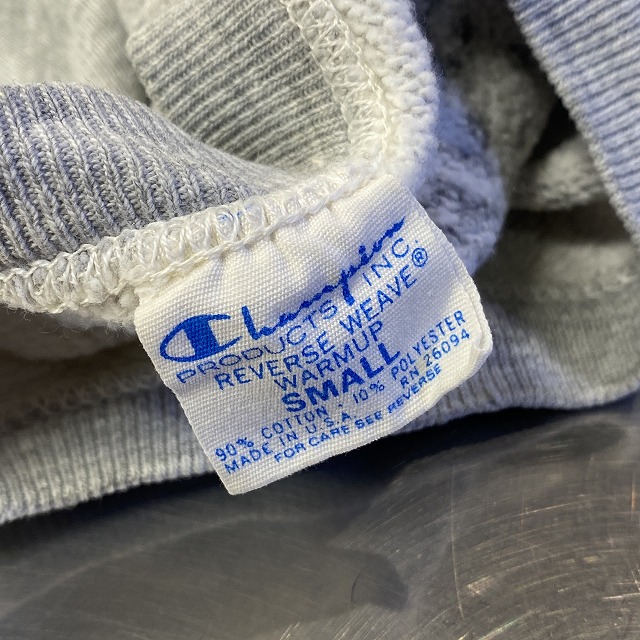 Champion
PRODUCTS INC
REVERSE WEAVE®
WARMUP
SMALL
90% COTTON 10% POLYESTER
MADE IN U.S.A. RN 26094
FOR CARE SEE REVERSE